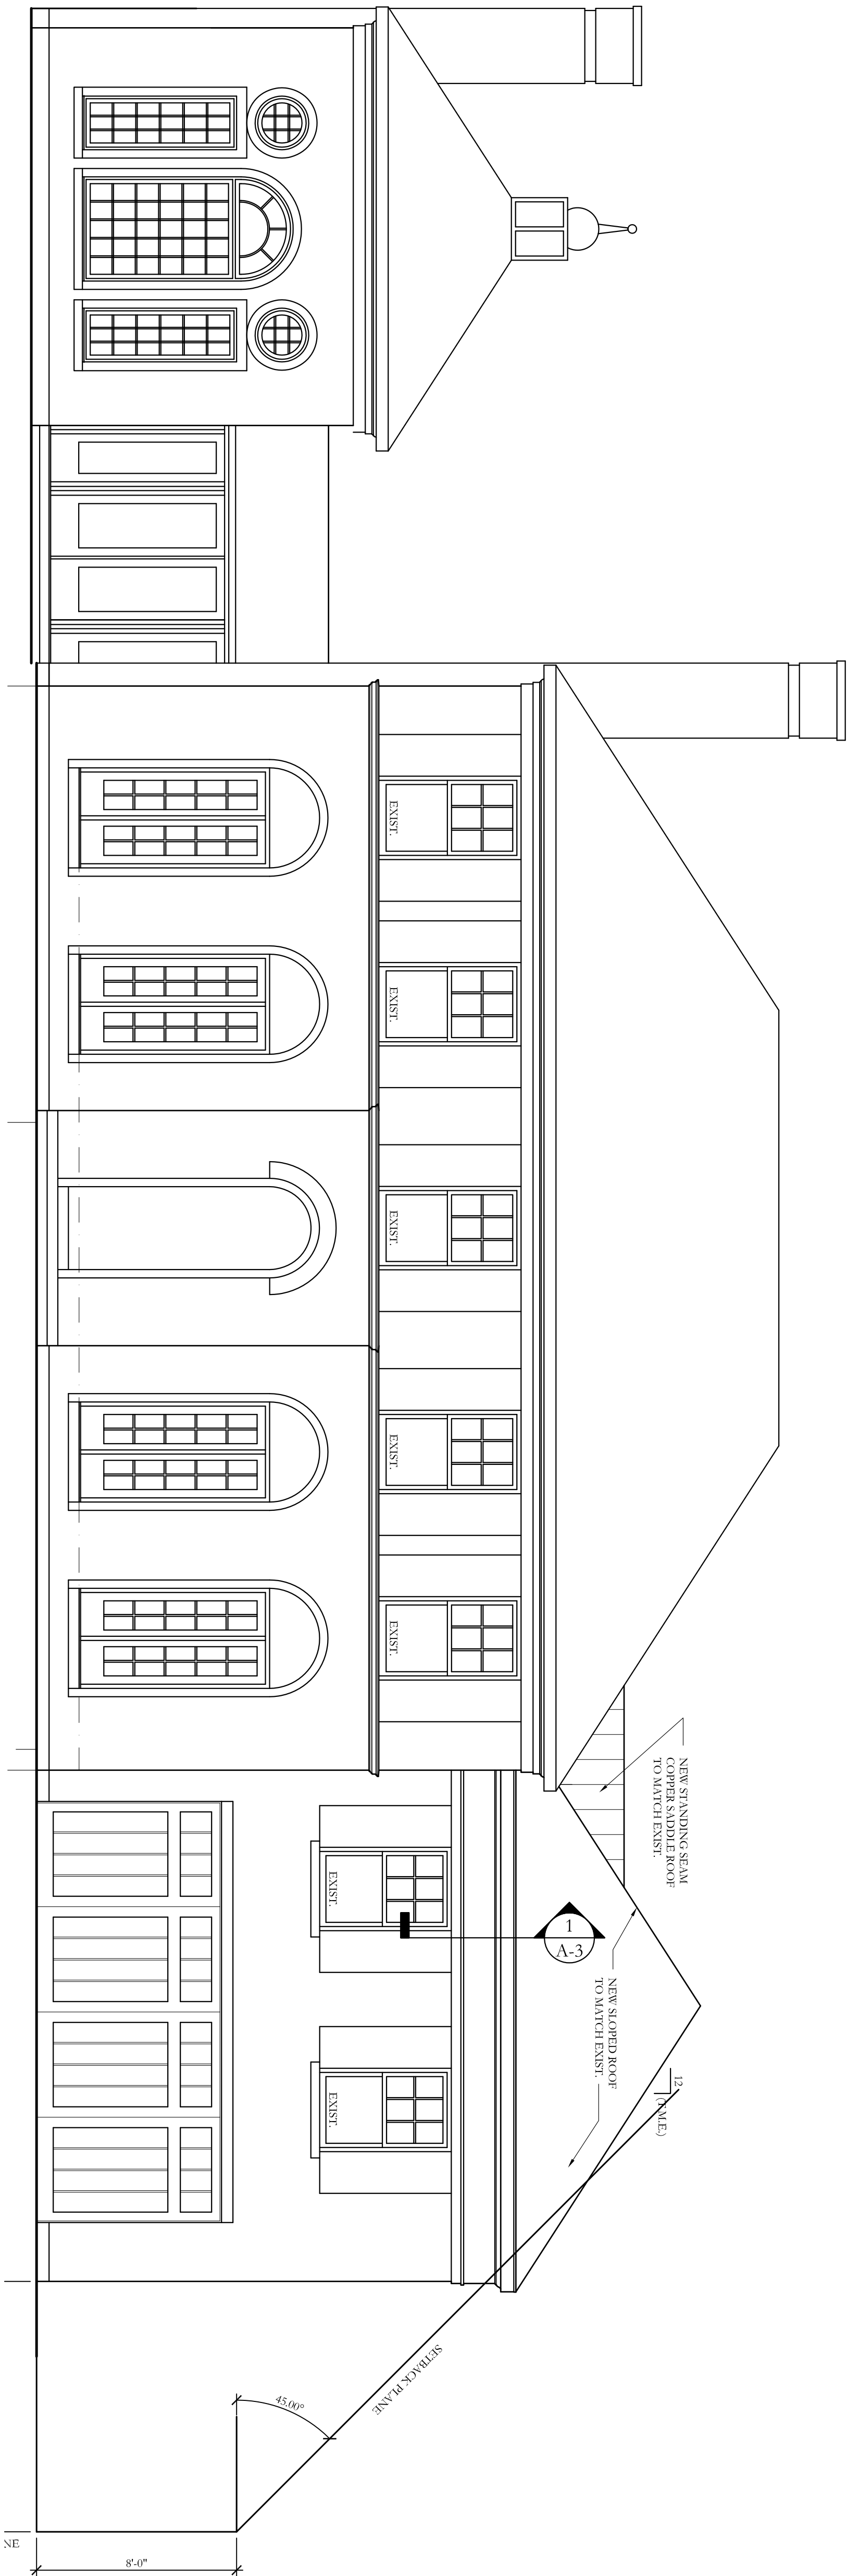 EXIST.
EXIST.
EXIST.
EXIST.
EXIST.
NEW STANDING SEAM
COPPER SADDLE ROOF
TO MATCH EXIST.
EXIST.
1
A-3
NEW SLOPED ROOF
TO MATCH EXIST.
12
EXIST.
SETBACK PLANE
45.00°
NE
8'-0"